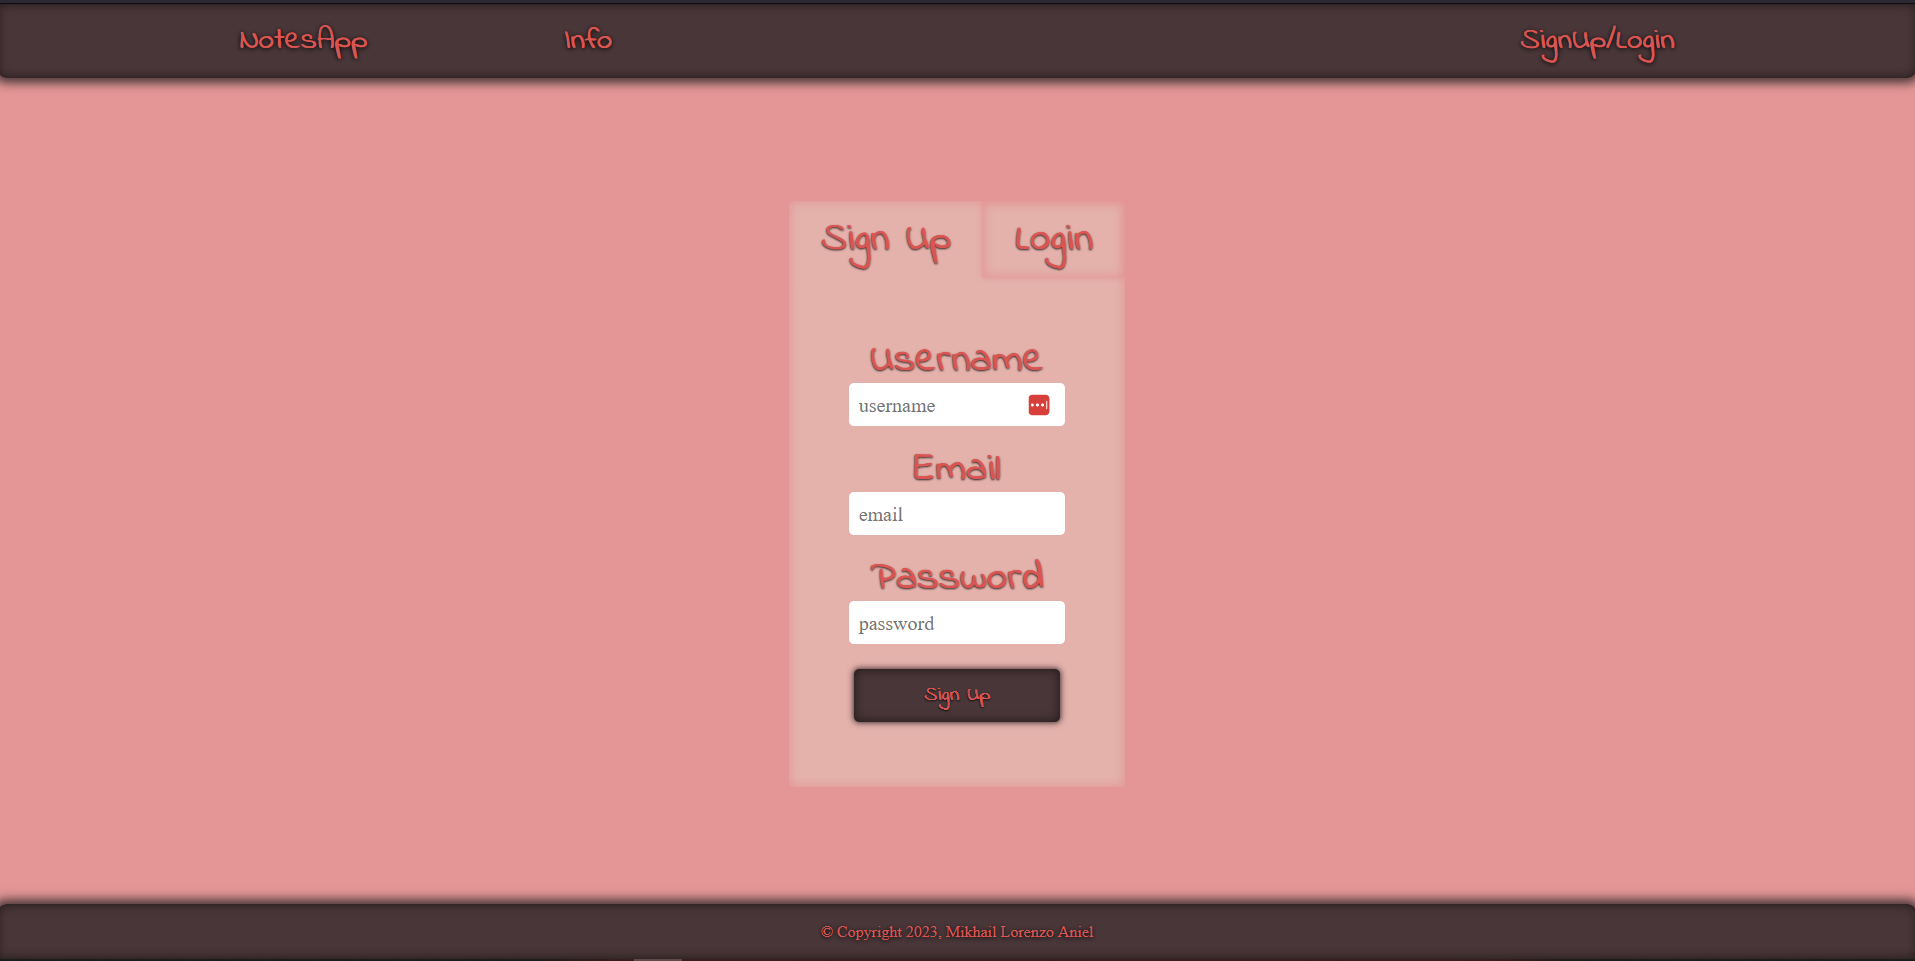 NotesApp Info SignUp/Login
Sign Up Login
Username
username
Email
email
Password
password
Sign Up
© Copyright 2023, Mikhail Lorenzo Aniel